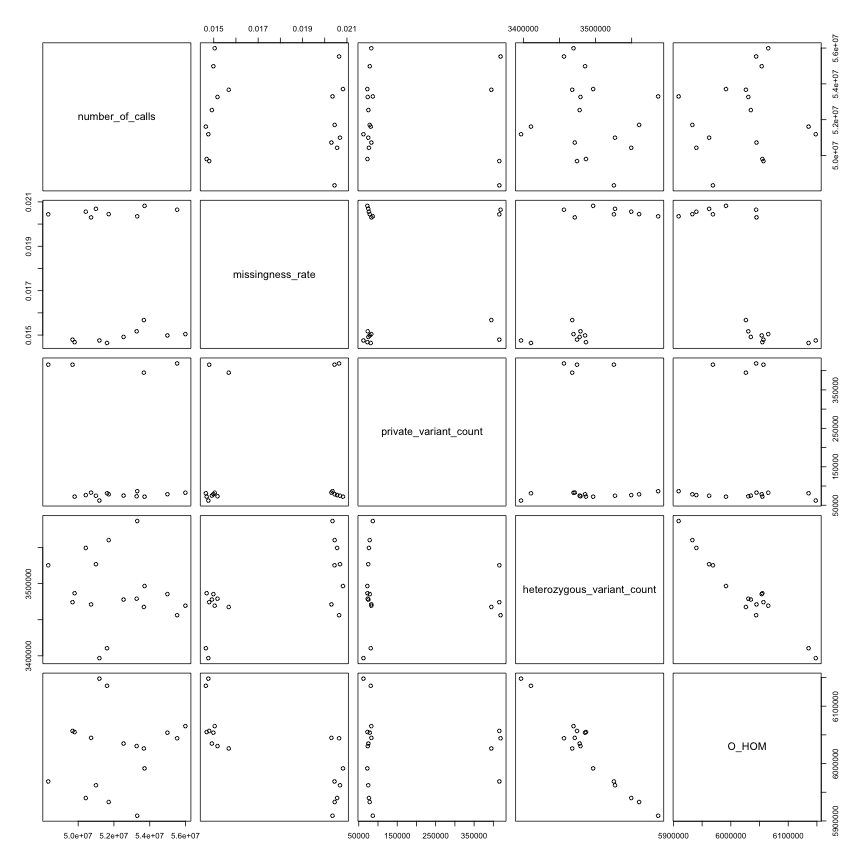 0.015 0.017 0.019 0.021
3400000 3500000
number_of_calls
5.0e+07 5.2e+07 5.4e+07 5.6e+07
0.015 0.017 0.019 0.021
missingness_rate
private_variant_count
50000 150000 250000 350000
3400000 3500000
heterozygous_variant_count
O_HOM
5900000 6000000 6100000
5.0e+07 5.2e+07 5.4e+07 5.6e+07
50000 150000 250000 350000
5900000 6000000 6100000